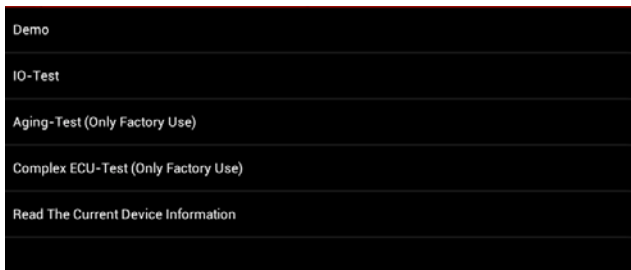 Demo
IO-Test
Aging-Test (Only Factory Use)
Complex ECU-Test (Only Factory Use)
Read The Current Device Information